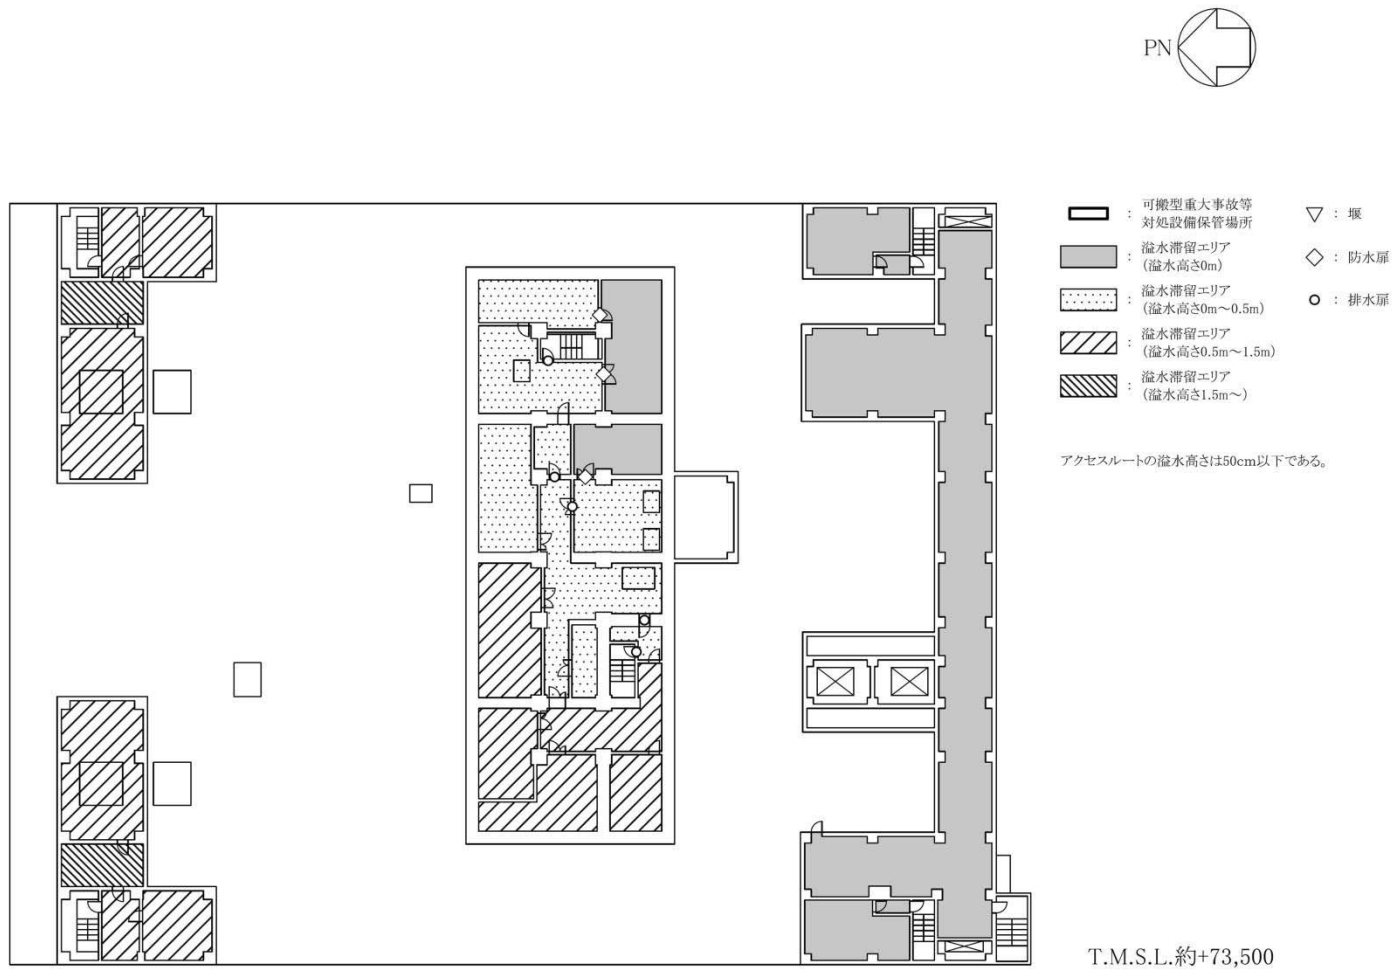 PN
: 可搬型重大事故等
対処設備保管場所
: 溢水滞留エリア
(溢水高さ0m)
: 溢水滞留エリア
(溢水高さ0m～0.5m)
: 溢水滞留エリア
(溢水高さ0.5m～1.5m)
: 溢水滞留エリア
(溢水高さ1.5m～)
: 堰
: 防水扉
: 排水扉
アクセスルートの溢水高さは50cm以下である。
T.M.S.L.約+73,500